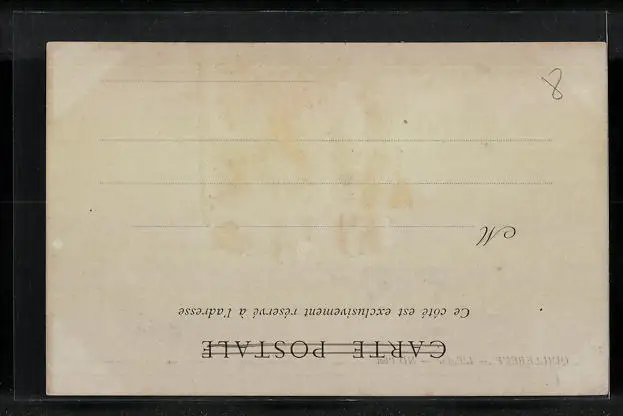 CARTE POSTALE
Ce côté est exclusivement réservé à l'adresse
M
8